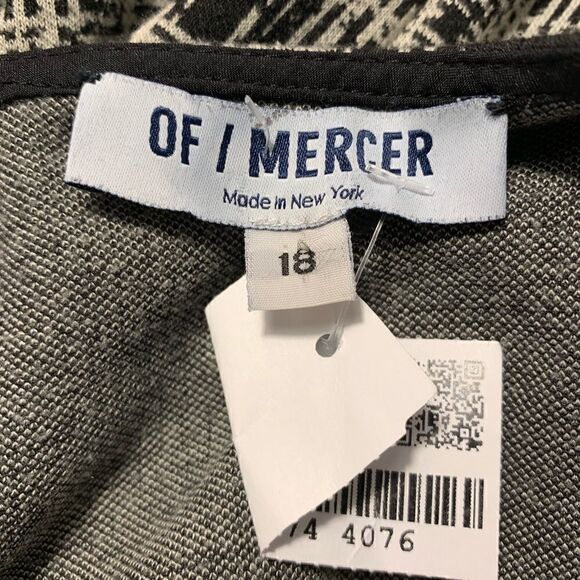 OF / MERCER
Made in New York
18
74 4076